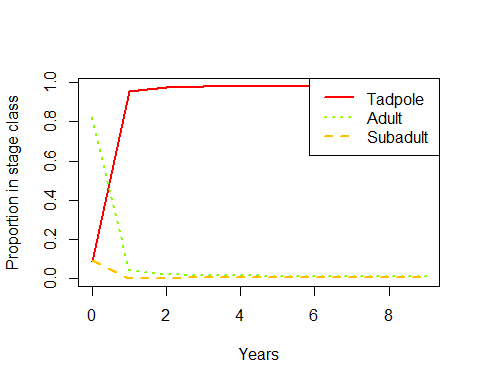 Proportion in stage class
1.0
0.8
0.6
0.4
0.2
0.0
Tadpole
Adult
Subadult
0 2 4 6 8
Years